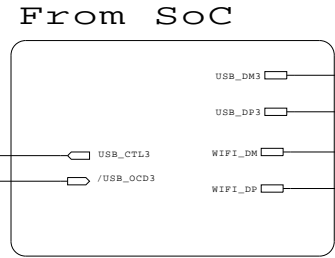 From SoC
USB_DM3
USB_DP3
USB_CTL3
WIFI_DM
/USB_OCD3
WIFI_DP